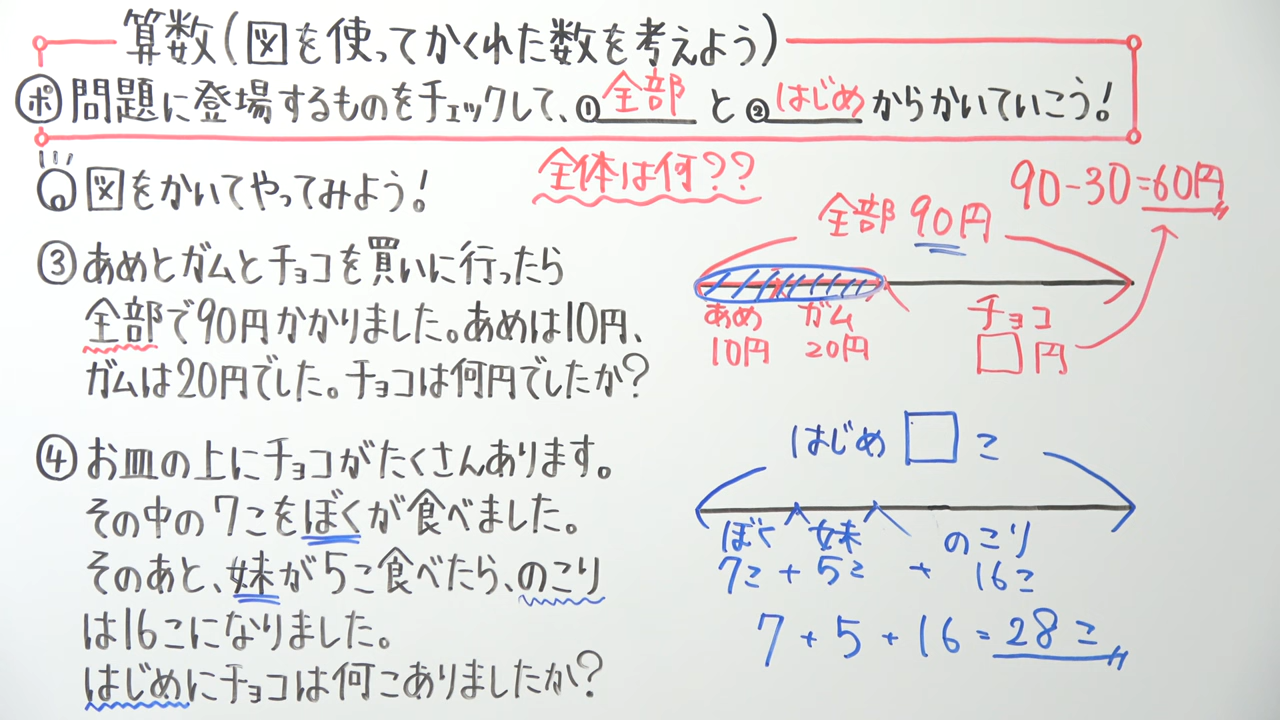 算数(図を使ってかくれた数を考えよう)
ポ 問題に登場するものをチェックして、①全部 と ②はじめからかいていこう!
図をかいてやってみよう!
全体は何??
③ あめとガムとチョコを買いに行ったら
全部で90円かかりました。あめは10円、
ガムは20円でした。チョコは何円でしたか?
90-30=60円
全部 90円
あめ ガム チョコ
10円 20円 □円
④ お皿の上にチョコがたくさんあります。
その中の7こをぼくが食べました。
そのあと、妹が5こ食べたら、のこり
は16こになりました。
はじめにチョコは何こありましたか?
はじめ □ こ
ぼく 妹 のこり
7こ + 5こ + 16こ
7 + 5 + 16 = 28こ